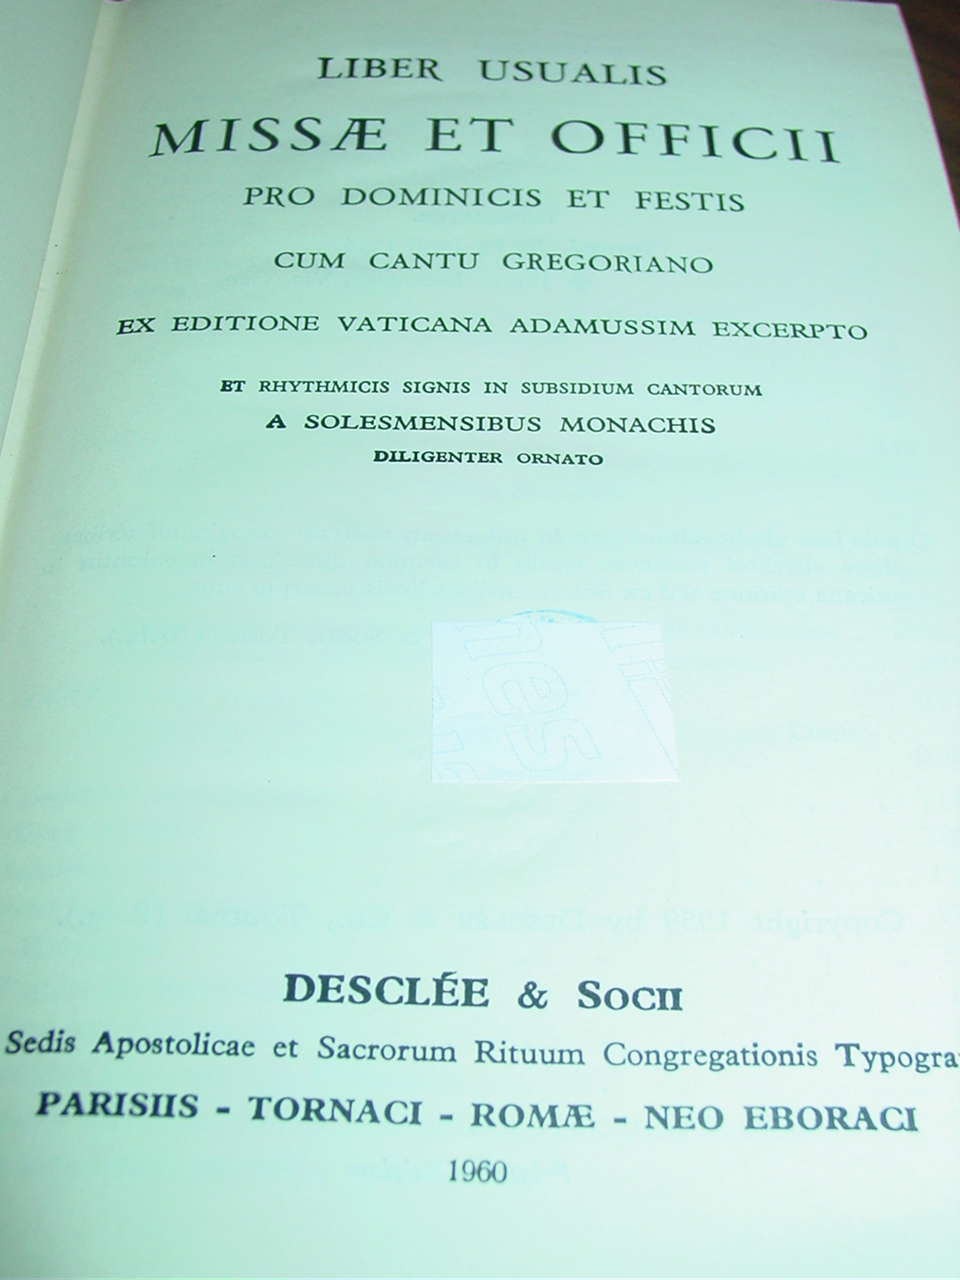 LIBER USUALIS
MISSÆ ET OFFICII
PRO DOMINICIS ET FESTIS
CUM CANTU GREGORIANO
EX EDITIONE VATICANA ADAMUSSIM EXCERPTO
ET RHYTHMICIS SIGNIS IN SUBSIDIUM CANTORUM
A SOLESMENSIBUS MONACHIS
DILIGENTER ORNATO
DESCLÉE & SOCII
Sedis Apostolicae et Sacrorum Rituum Congregationis Typogra
PARISIIS - TORNACI - ROMÆ - NEO EBORACI
1960